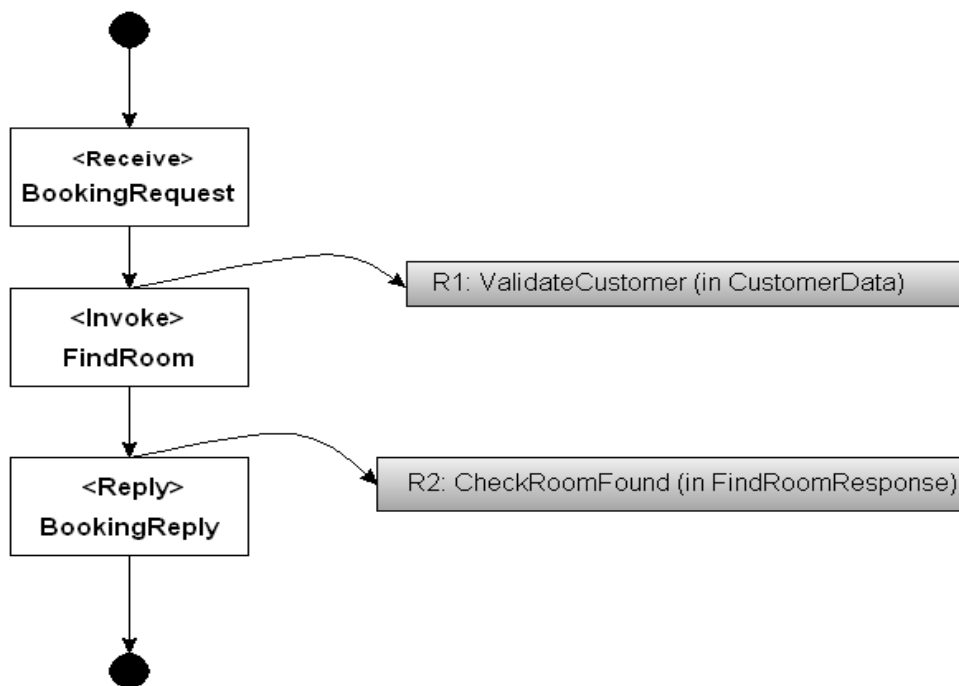 <Receive>
BookingRequest
R1: ValidateCustomer (in CustomerData)
<Invoke>
FindRoom
R2: CheckRoomFound (in FindRoomResponse)
<Reply>
BookingReply